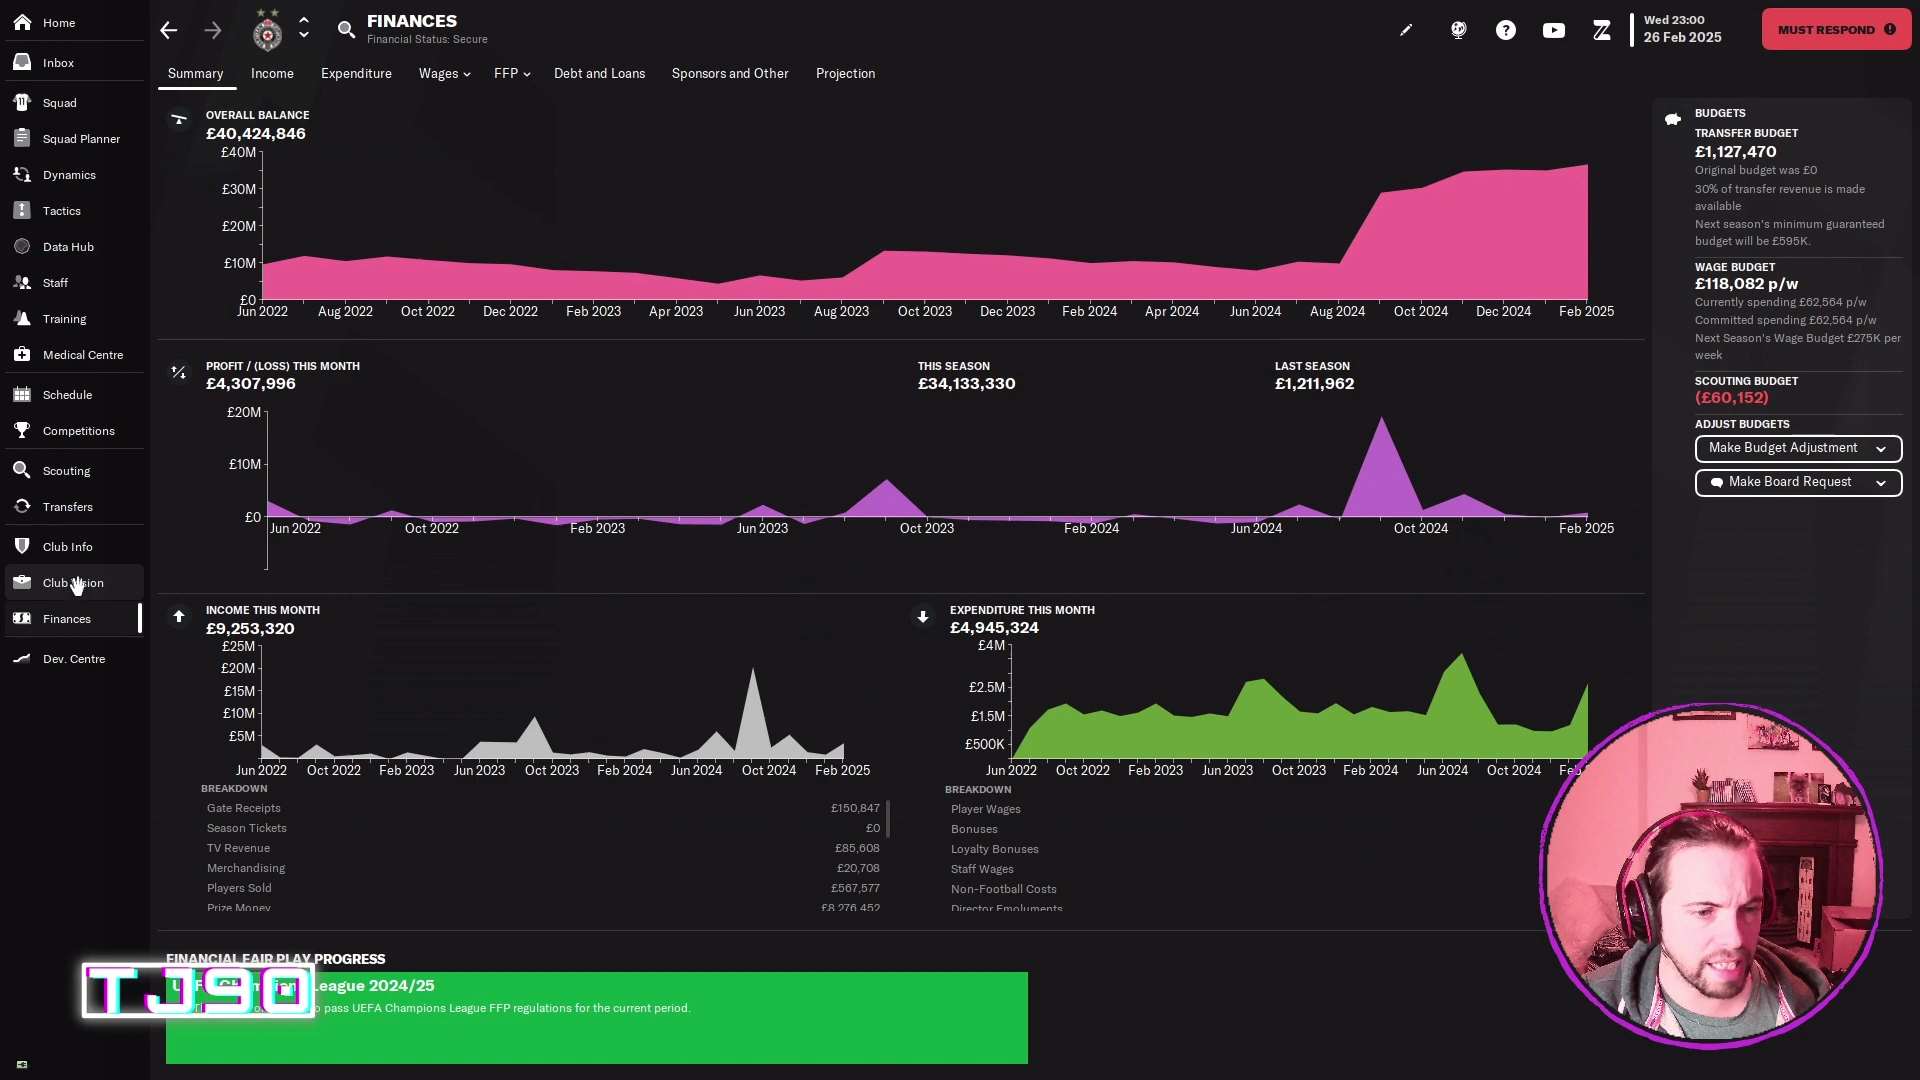 Home
Inbox
Squad
Squad Planner
Dynamics
Tactics
Data Hub
Staff
Training
Medical Centre
Schedule
Competitions
Scouting
Transfers
Club Info
Club
Finances
Dev. Centre
FINANCES
Financial Status: Secure
Wed 23:00
26 Feb 2025
MUST RESPOND
Summary Income Expenditure Wages FFP Debt and Loans Sponsors and Other Projection
OVERALL BALANCE
£40,424,846
£40M
£30M
£20M
£10M
£0
Jun 2022 Aug 2022 Oct 2022 Dec 2022 Feb 2023 Apr 2023 Jun 2023 Aug 2023 Oct 2023 Dec 2023 Feb 2024 Apr 2024 Jun 2024 Aug 2024 Oct 2024 Dec 2024 Feb 2025
PROFIT / (LOSS) THIS MONTH
£4,307,996
THIS SEASON
£34,133,330
LAST SEASON
£1,211,962
£20M
£10M
£0
Jun 2022 Oct 2022 Feb 2023 Jun 2023 Oct 2023 Feb 2024 Jun 2024 Oct 2024 Feb 2025
INCOME THIS MONTH
£9,253,320
£25M
£20M
£15M
£10M
£5M
Jun 2022 Oct 2022 Feb 2023 Jun 2023 Oct 2023 Feb 2024 Jun 2024 Oct 2024 Feb 2025
BREAKDOWN
Gate Receipts £150,847
Season Tickets £0
TV Revenue £85,608
Merchandising £20,708
Players Sold £567,577
Prize Money £8,276,452
EXPENDITURE THIS MONTH
£4,945,324
£4M
£2.5M
£1.5M
£500K
Jun 2022 Oct 2022 Feb 2023 Jun 2023 Oct 2023 Feb 2024 Jun 2024 Oct 2024 Feb
BREAKDOWN
Player Wages
Bonuses
Loyalty Bonuses
Staff Wages
Non-Football Costs
Director Emoluments
BUDGETS
TRANSFER BUDGET
£1,127,470
Original budget was £0
30% of transfer revenue is made
available
Next season's minimum guaranteed
budget will be £595K.
WAGE BUDGET
£118,082 p/w
Currently spending £62,564 p/w
Committed spending £62,564 p/w
Next Season's Wage Budget £275K per
week
SCOUTING BUDGET
(£60,152)
ADJUST BUDGETS
Make Budget Adjustment
Make Board Request
FINANCIAL FAIR PLAY PROGRESS
League 2024/25
pass UEFA Champions League FFP regulations for the current period.
TJ90